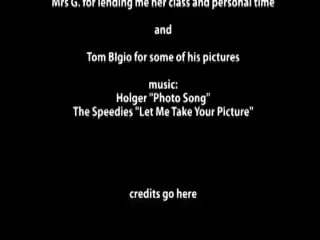 Mrs G. for lending me her class and personal time
and
Tom BIgio for some of his pictures
music:
Holger "Photo Song"
The Speedies "Let Me Take Your Picture"
credits go here